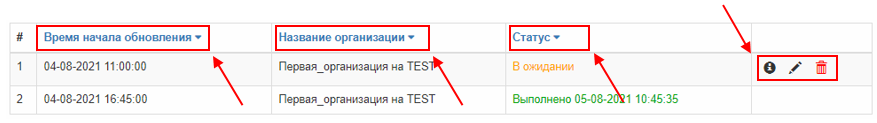 # Время начала обновления Название организации Статус
1 04-08-2021 11:00:00 Первая_организация на TEST В ожидании
2 04-08-2021 16:45:00 Первая_организация на TEST Выполнено 05-08-2021 10:45:35